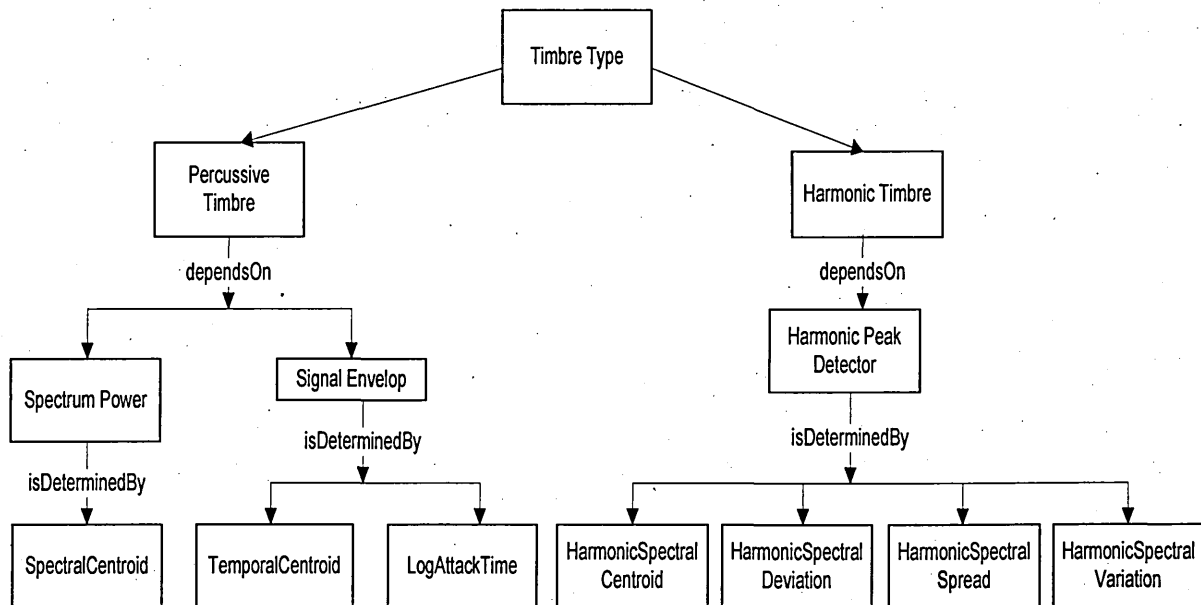 Timbre Type
Percussive
Timbre
Harmonic Timbre
dependsOn
dependsOn
Spectrum Power
Signal Envelop
Harmonic Peak
Detector
isDeterminedBy
isDeterminedBy
isDeterminedBy
SpectralCentroid
TemporalCentroid
LogAttackTime
HarmonicSpectral
Centroid
HarmonicSpectral
Deviation
HarmonicSpectral
Spread
HarmonicSpectral
Variation